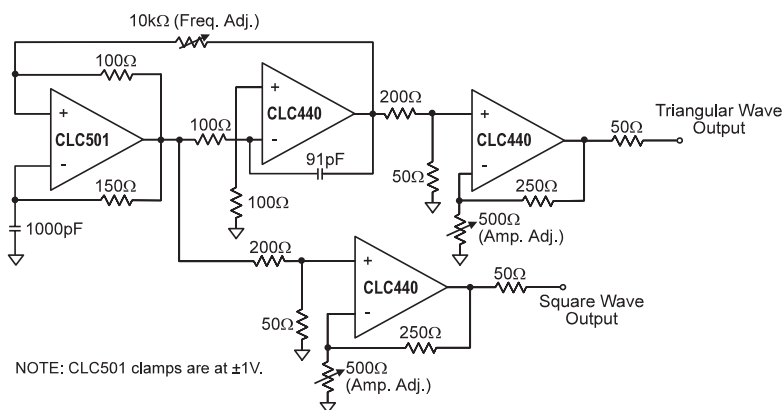 10kΩ (Freq. Adj.)
100Ω
+
CLC501
-
150Ω
1000pF
100Ω
+
CLC440
-
91pF
100Ω
200Ω
50Ω
+
CLC440
-
250Ω
500Ω
(Amp. Adj.)
50Ω
Triangular Wave
Output
200Ω
50Ω
+
CLC440
-
250Ω
500Ω
(Amp. Adj.)
50Ω
Square Wave
Output
NOTE: CLC501 clamps are at ±1V.